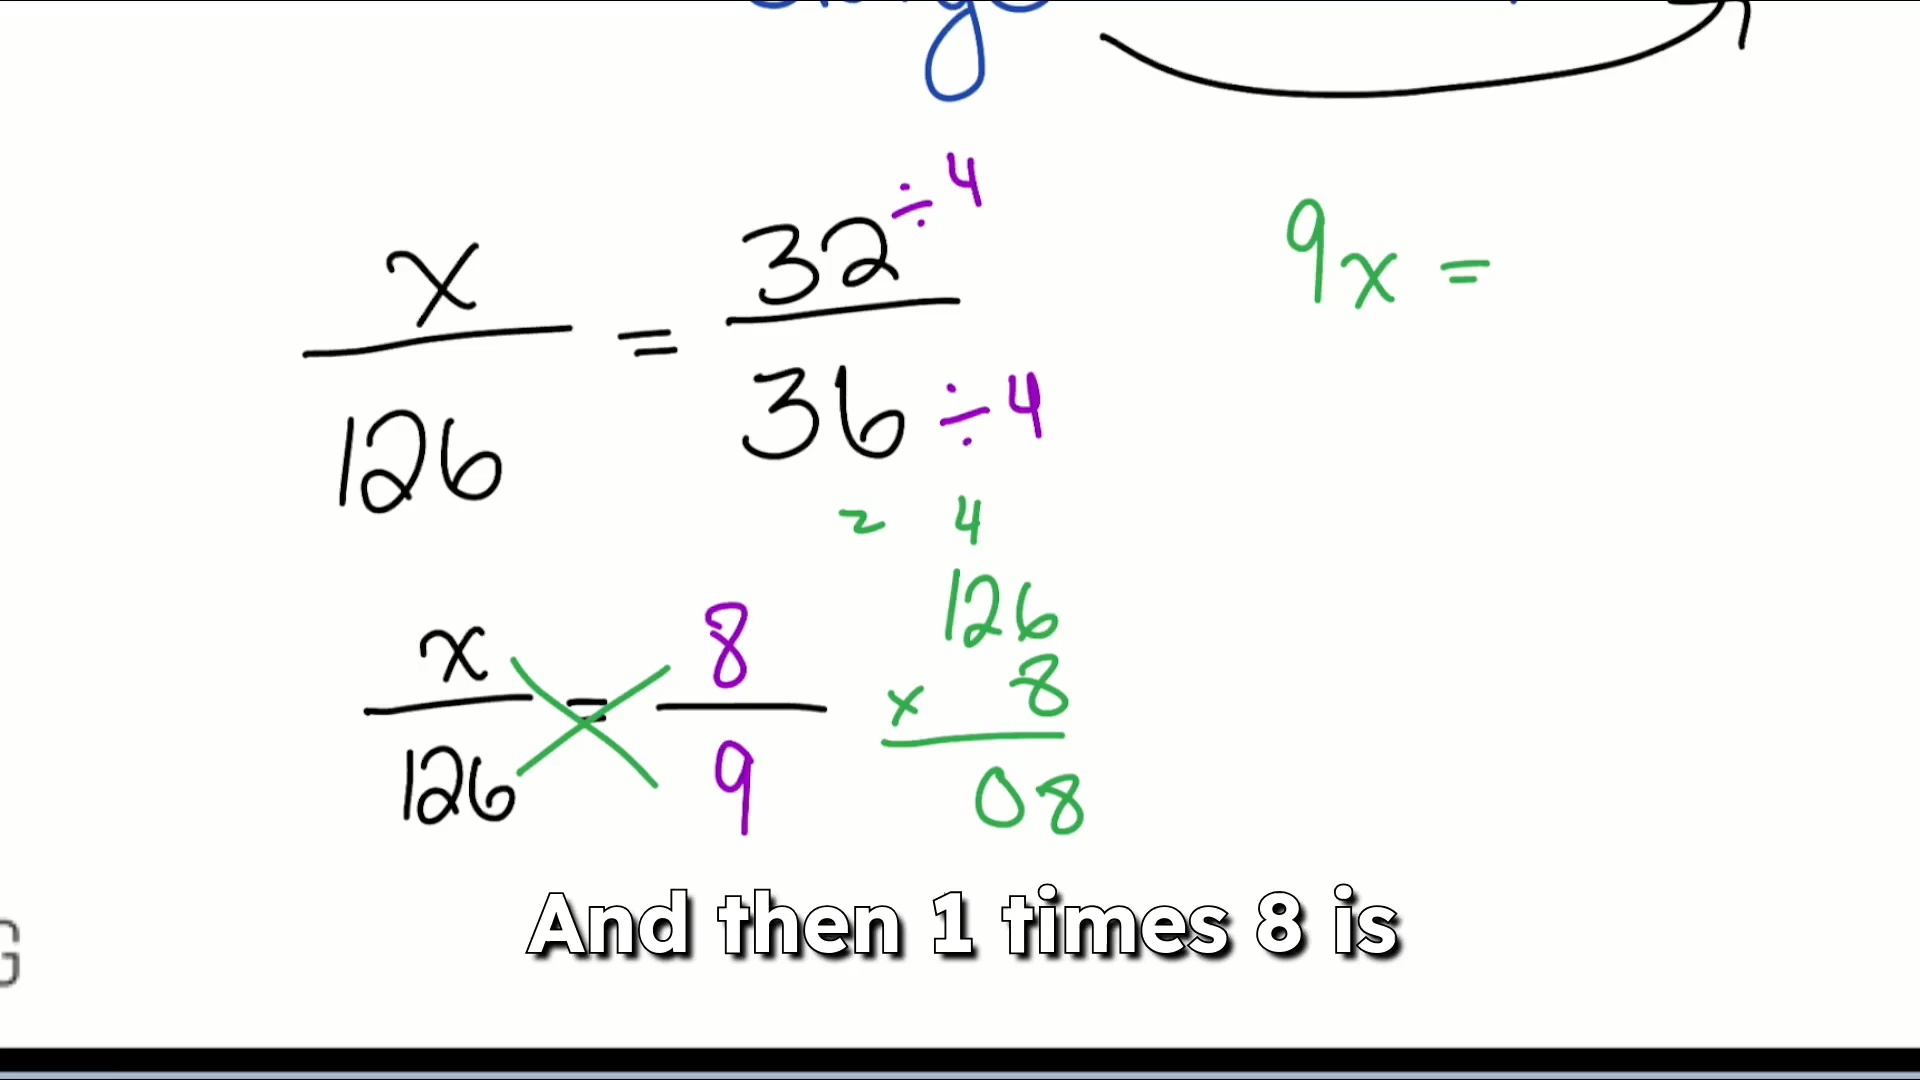 x/126 = 32 ÷ 4/36 ÷ 4
9x =
= 4
x/126 = 8/9
126
x 8
08
And then 1 times 8 is
G